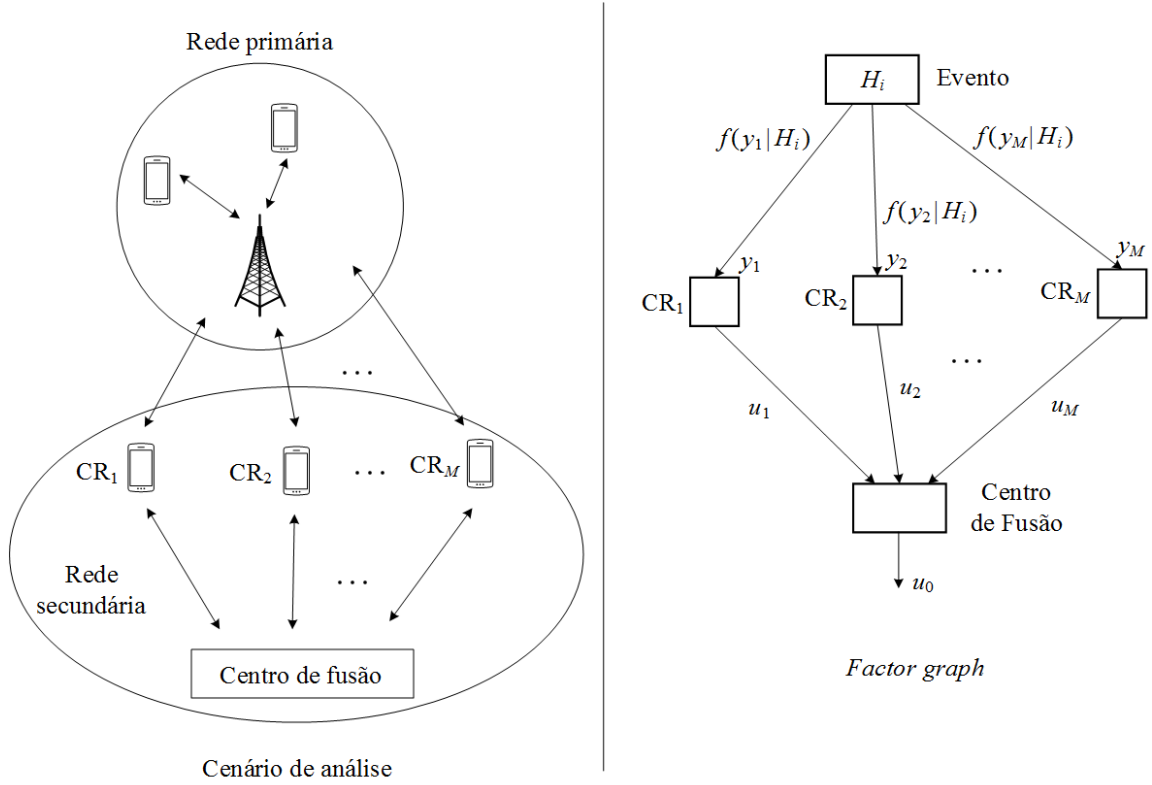 Rede primária
...
CR1
CR2
...
CRM
Rede
secundária
...
Centro de fusão
Cenário de análise
Hi
Evento
f(y1|Hi)
f(yM|Hi)
f(y2|Hi)
y1
y2
...
yM
CR1
CR2
CRM
...
u1
u2
uM
Centro
de Fusão
u0
Factor graph